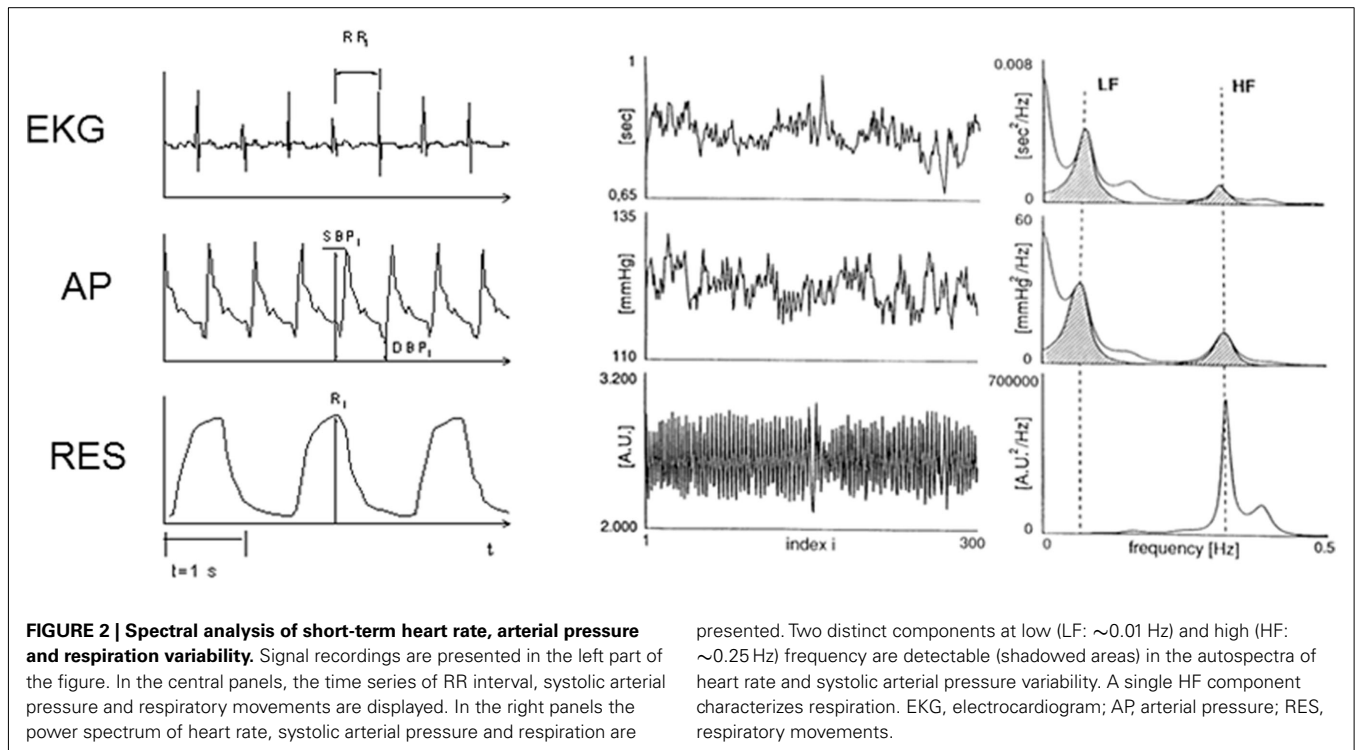 R R₁
EKG
1
[sec]
0,65
0.008
LF
HF
[sec²/Hz]
0
SBP₁
AP
DBP₁
135
[mmHg]
110
60
[mmHg²/Hz]
0
R₁
RES
t
t=1 s
3.200
[A.U.]
2.000
1
index i
300
700000
[A.U.²/Hz]
0
0
frequency [Hz]
0.5
FIGURE 2 | Spectral analysis of short-term heart rate, arterial pressure
and respiration variability. Signal recordings are presented in the left part of
the figure. In the central panels, the time series of RR interval, systolic arterial
pressure and respiratory movements are displayed. In the right panels the
power spectrum of heart rate, systolic arterial pressure and respiration are
presented. Two distinct components at low (LF: ∼0.01 Hz) and high (HF:
∼0.25 Hz) frequency are detectable (shadowed areas) in the autospectra of
heart rate and systolic arterial pressure variability. A single HF component
characterizes respiration. EKG, electrocardiogram; AP, arterial pressure; RES,
respiratory movements.